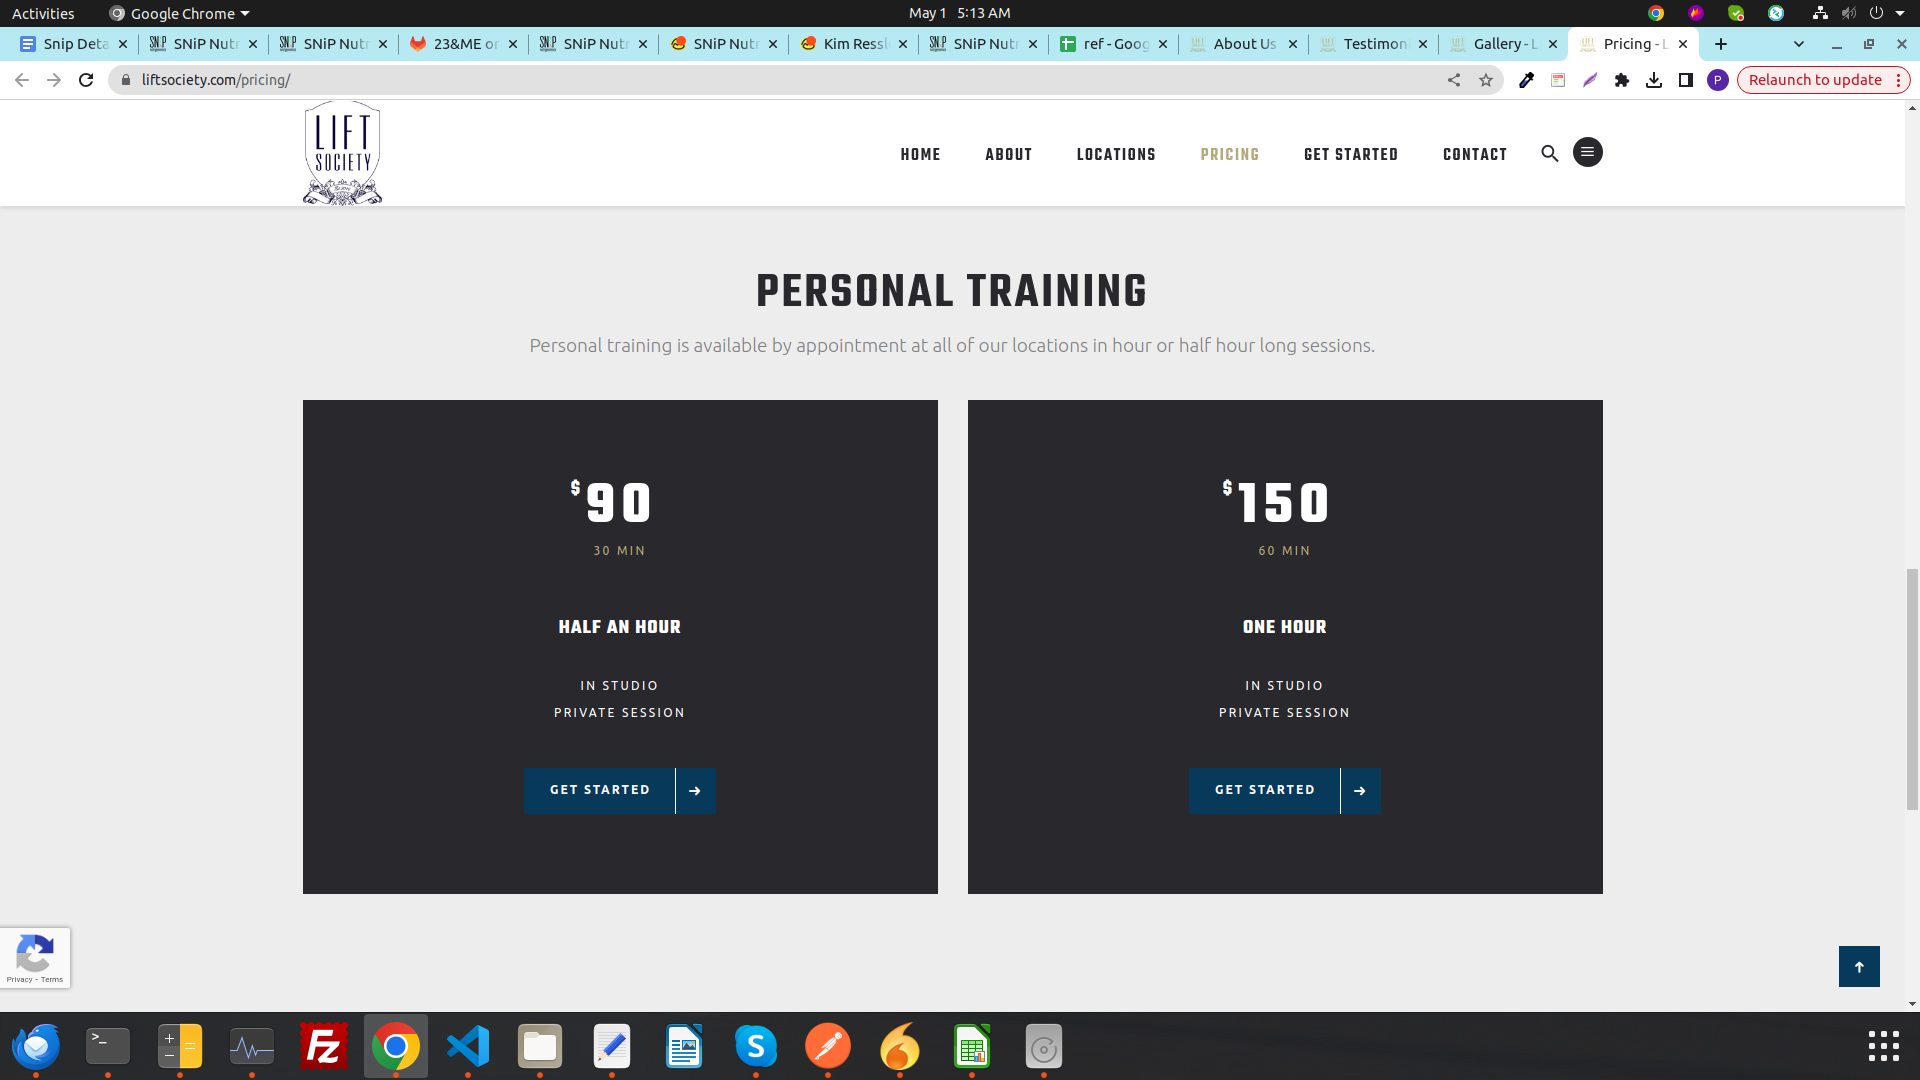 Activities
Google Chrome
May 1 5:13 AM
Snip Deta
SNiP Nutr
SNiP Nutr
23&ME or
SNiP Nutr
SNiP Nutr
Kim Ressl
SNiP Nutr
ref - Goog
About Us
Testimon
Gallery - L
Pricing - L
liftsociety.com/pricing/
P
Relaunch to update
LIFT
SOCIETY
HOME
ABOUT
LOCATIONS
PRICING
GET STARTED
CONTACT
PERSONAL TRAINING
Personal training is available by appointment at all of our locations in hour or half hour long sessions.
$90
30 MIN
HALF AN HOUR
IN STUDIO
PRIVATE SESSION
GET STARTED
$150
60 MIN
ONE HOUR
IN STUDIO
PRIVATE SESSION
GET STARTED
Privacy - Terms